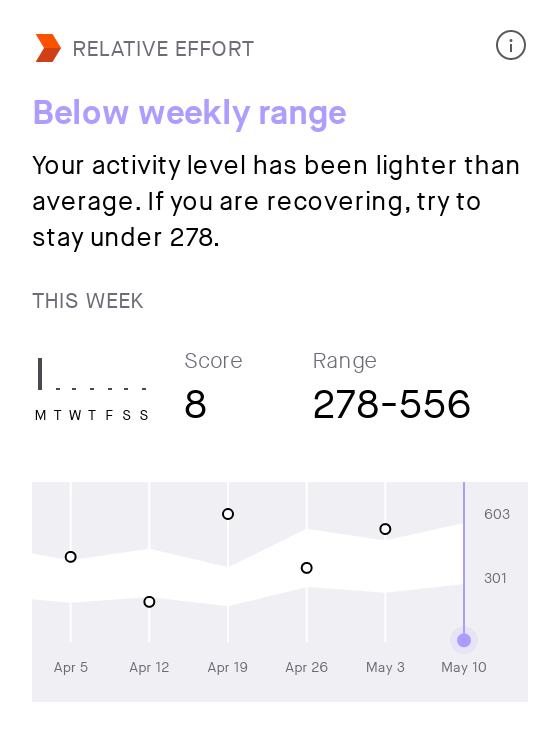 RELATIVE EFFORT
Below weekly range
Your activity level has been lighter than
average. If you are recovering, try to
stay under 278.
THIS WEEK
Score
Range
M T W T F S S
8
278-556
603
301
Apr 5
Apr 12
Apr 19
Apr 26
May 3
May 10